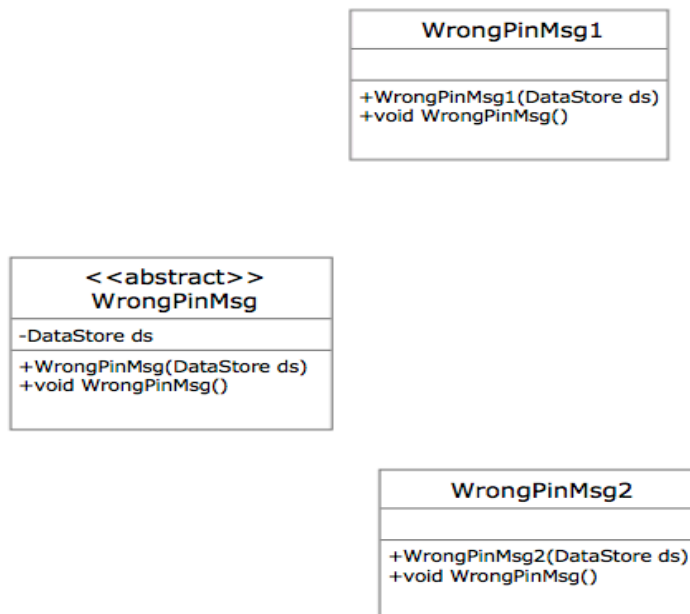 WrongPinMsg1
+WrongPinMsg1(DataStore ds)
+void WrongPinMsg()
<<abstract>>
WrongPinMsg
-DataStore ds
+WrongPinMsg(DataStore ds)
+void WrongPinMsg()
WrongPinMsg2
+WrongPinMsg2(DataStore ds)
+void WrongPinMsg()